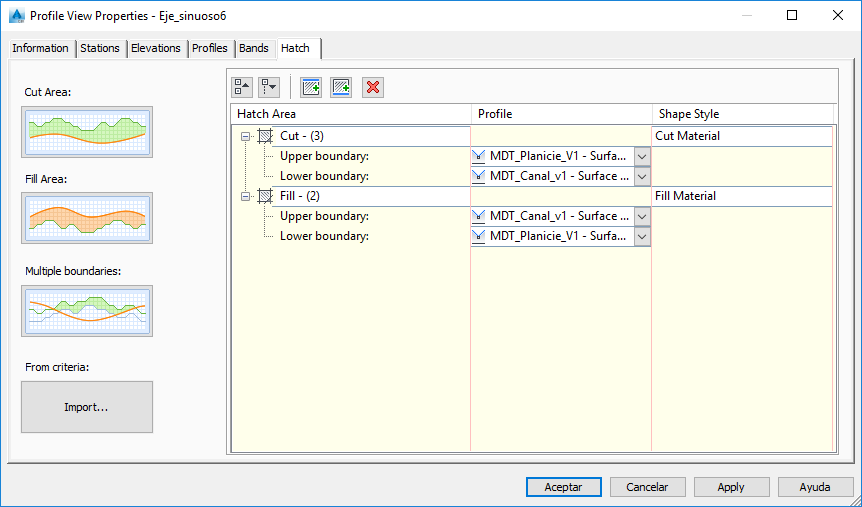 Profile View Properties - Eje_sinuoso6
Information Stations Elevations Profiles Bands Hatch
Cut Area:
Fill Area:
Multiple boundaries:
From criteria:
Import...
Hatch Area Profile Shape Style
Cut - (3) Cut Material
Upper boundary: MDT_Planicie_V1 - Surfa...
Lower boundary: MDT_Canal_v1 - Surface ...
Fill - (2) Fill Material
Upper boundary: MDT_Canal_v1 - Surface ...
Lower boundary: MDT_Planicie_V1 - Surfa...
Aceptar Cancelar Apply Ayuda